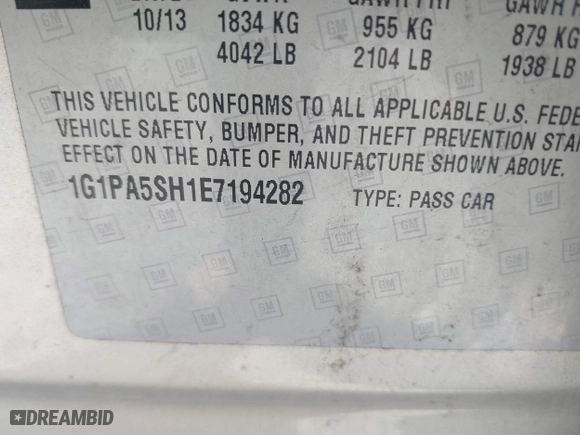 10/13 1834 KG 955 KG 879 KG
4042 LB 2104 LB 1938 LB
THIS VEHICLE CONFORMS TO ALL APPLICABLE U.S. FEDE
VEHICLE SAFETY, BUMPER, AND THEFT PREVENTION STA
EFFECT ON THE DATE OF MANUFACTURE SHOWN ABOVE.
1G1PA5SH1E7194282 TYPE: PASS CAR
DREAMBID